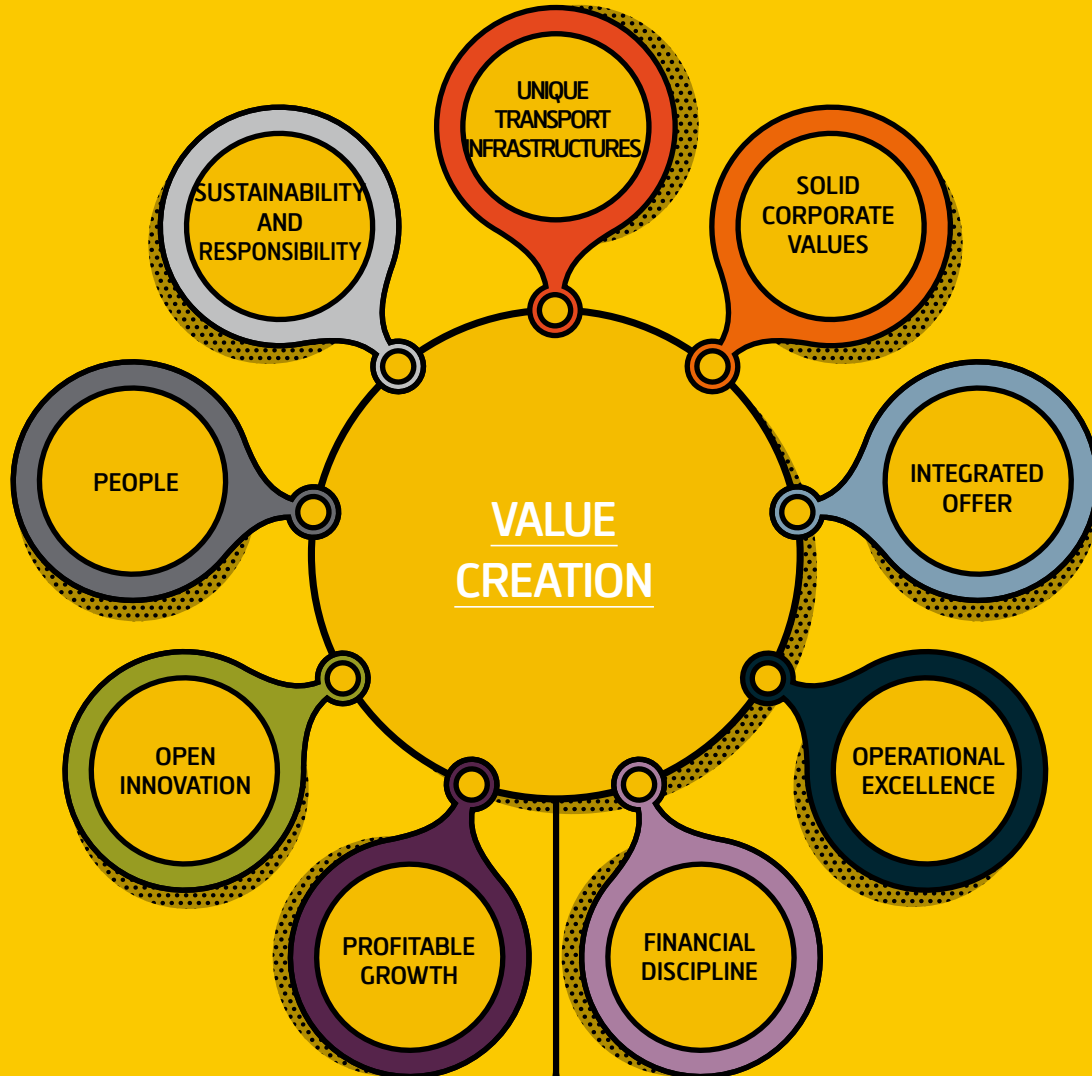 UNIQUE
TRANSPORT
INFRASTRUCTURES
SOLID
CORPORATE
VALUES
INTEGRATED
OFFER
OPERATIONAL
EXCELLENCE
FINANCIAL
DISCIPLINE
PROFITABLE
GROWTH
OPEN
INNOVATION
PEOPLE
SUSTAINABILITY
AND
RESPONSIBILITY
VALUE
CREATION